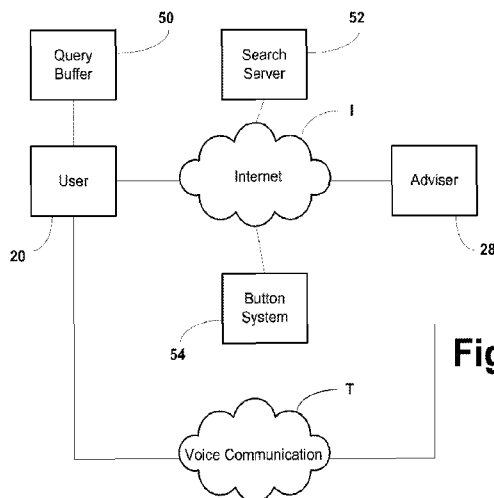 50
52
Query
Buffer
Search
Server
I
User
Internet
Adviser
20
28
Button
System
54
Fig
T
Voice Communication